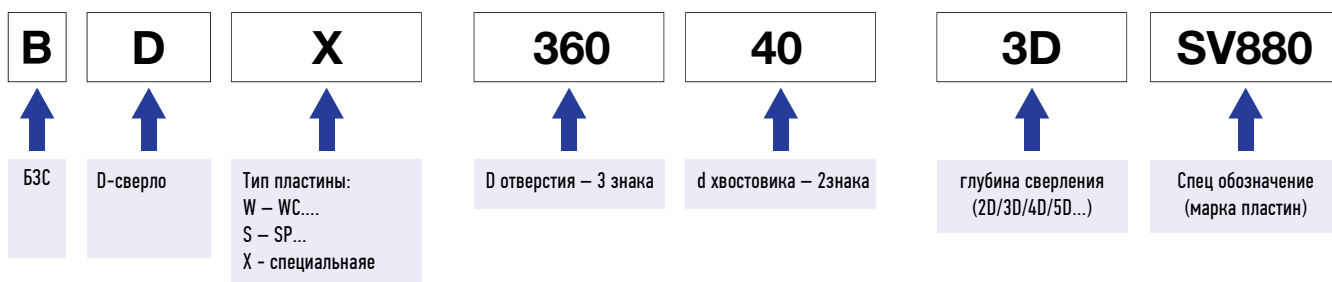 B D X 360 40 3D SV880
БЗС
D-сверло
Тип пластины:
W – WC....
S – SP...
X - специальнаяе
D отверстия – 3 знака
d хвостовика – 2знака
глубина сверления
(2D/3D/4D/5D...)
Спец обозначение
(марка пластин)